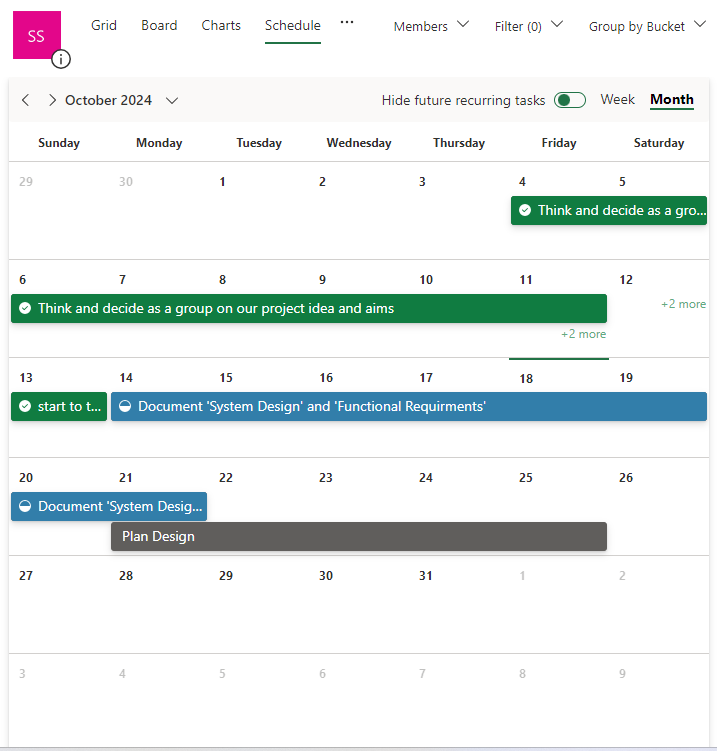 SS
Grid Board Charts Schedule ... Members Filter (0) Group by Bucket
October 2024 Hide future recurring tasks Week Month
Sunday Monday Tuesday Wednesday Thursday Friday Saturday
29 30 1 2 3 4 5
Think and decide as a gro...
6 7 8 9 10 11 12
Think and decide as a group on our project idea and aims
+2 more
+2 more
13 14 15 16 17 18 19
start to t... Document 'System Design' and 'Functional Requirments'
20 21 22 23 24 25 26
Document 'System Desig...
Plan Design
27 28 29 30 31 1 2
3 4 5 6 7 8 9